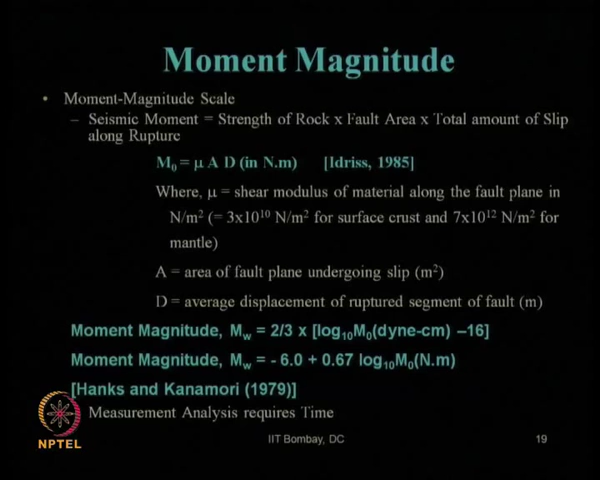 Moment Magnitude
• Moment-Magnitude Scale
– Seismic Moment = Strength of Rock x Fault Area x Total amount of Slip
along Rupture
M₀ = μ A D (in N.m) [Idriss, 1985]
Where, μ = shear modulus of material along the fault plane in
N/m² (= 3x10¹⁰ N/m² for surface crust and 7x10¹² N/m² for
mantle)
A = area of fault plane undergoing slip (m²)
D = average displacement of ruptured segment of fault (m)
Moment Magnitude, Mw = 2/3 x [log₁₀M₀(dyne-cm) –16]
Moment Magnitude, Mw = - 6.0 + 0.67 log₁₀M₀(N.m)
[Hanks and Kanamori (1979)]
Measurement Analysis requires Time
NPTEL
IIT Bombay, DC
19